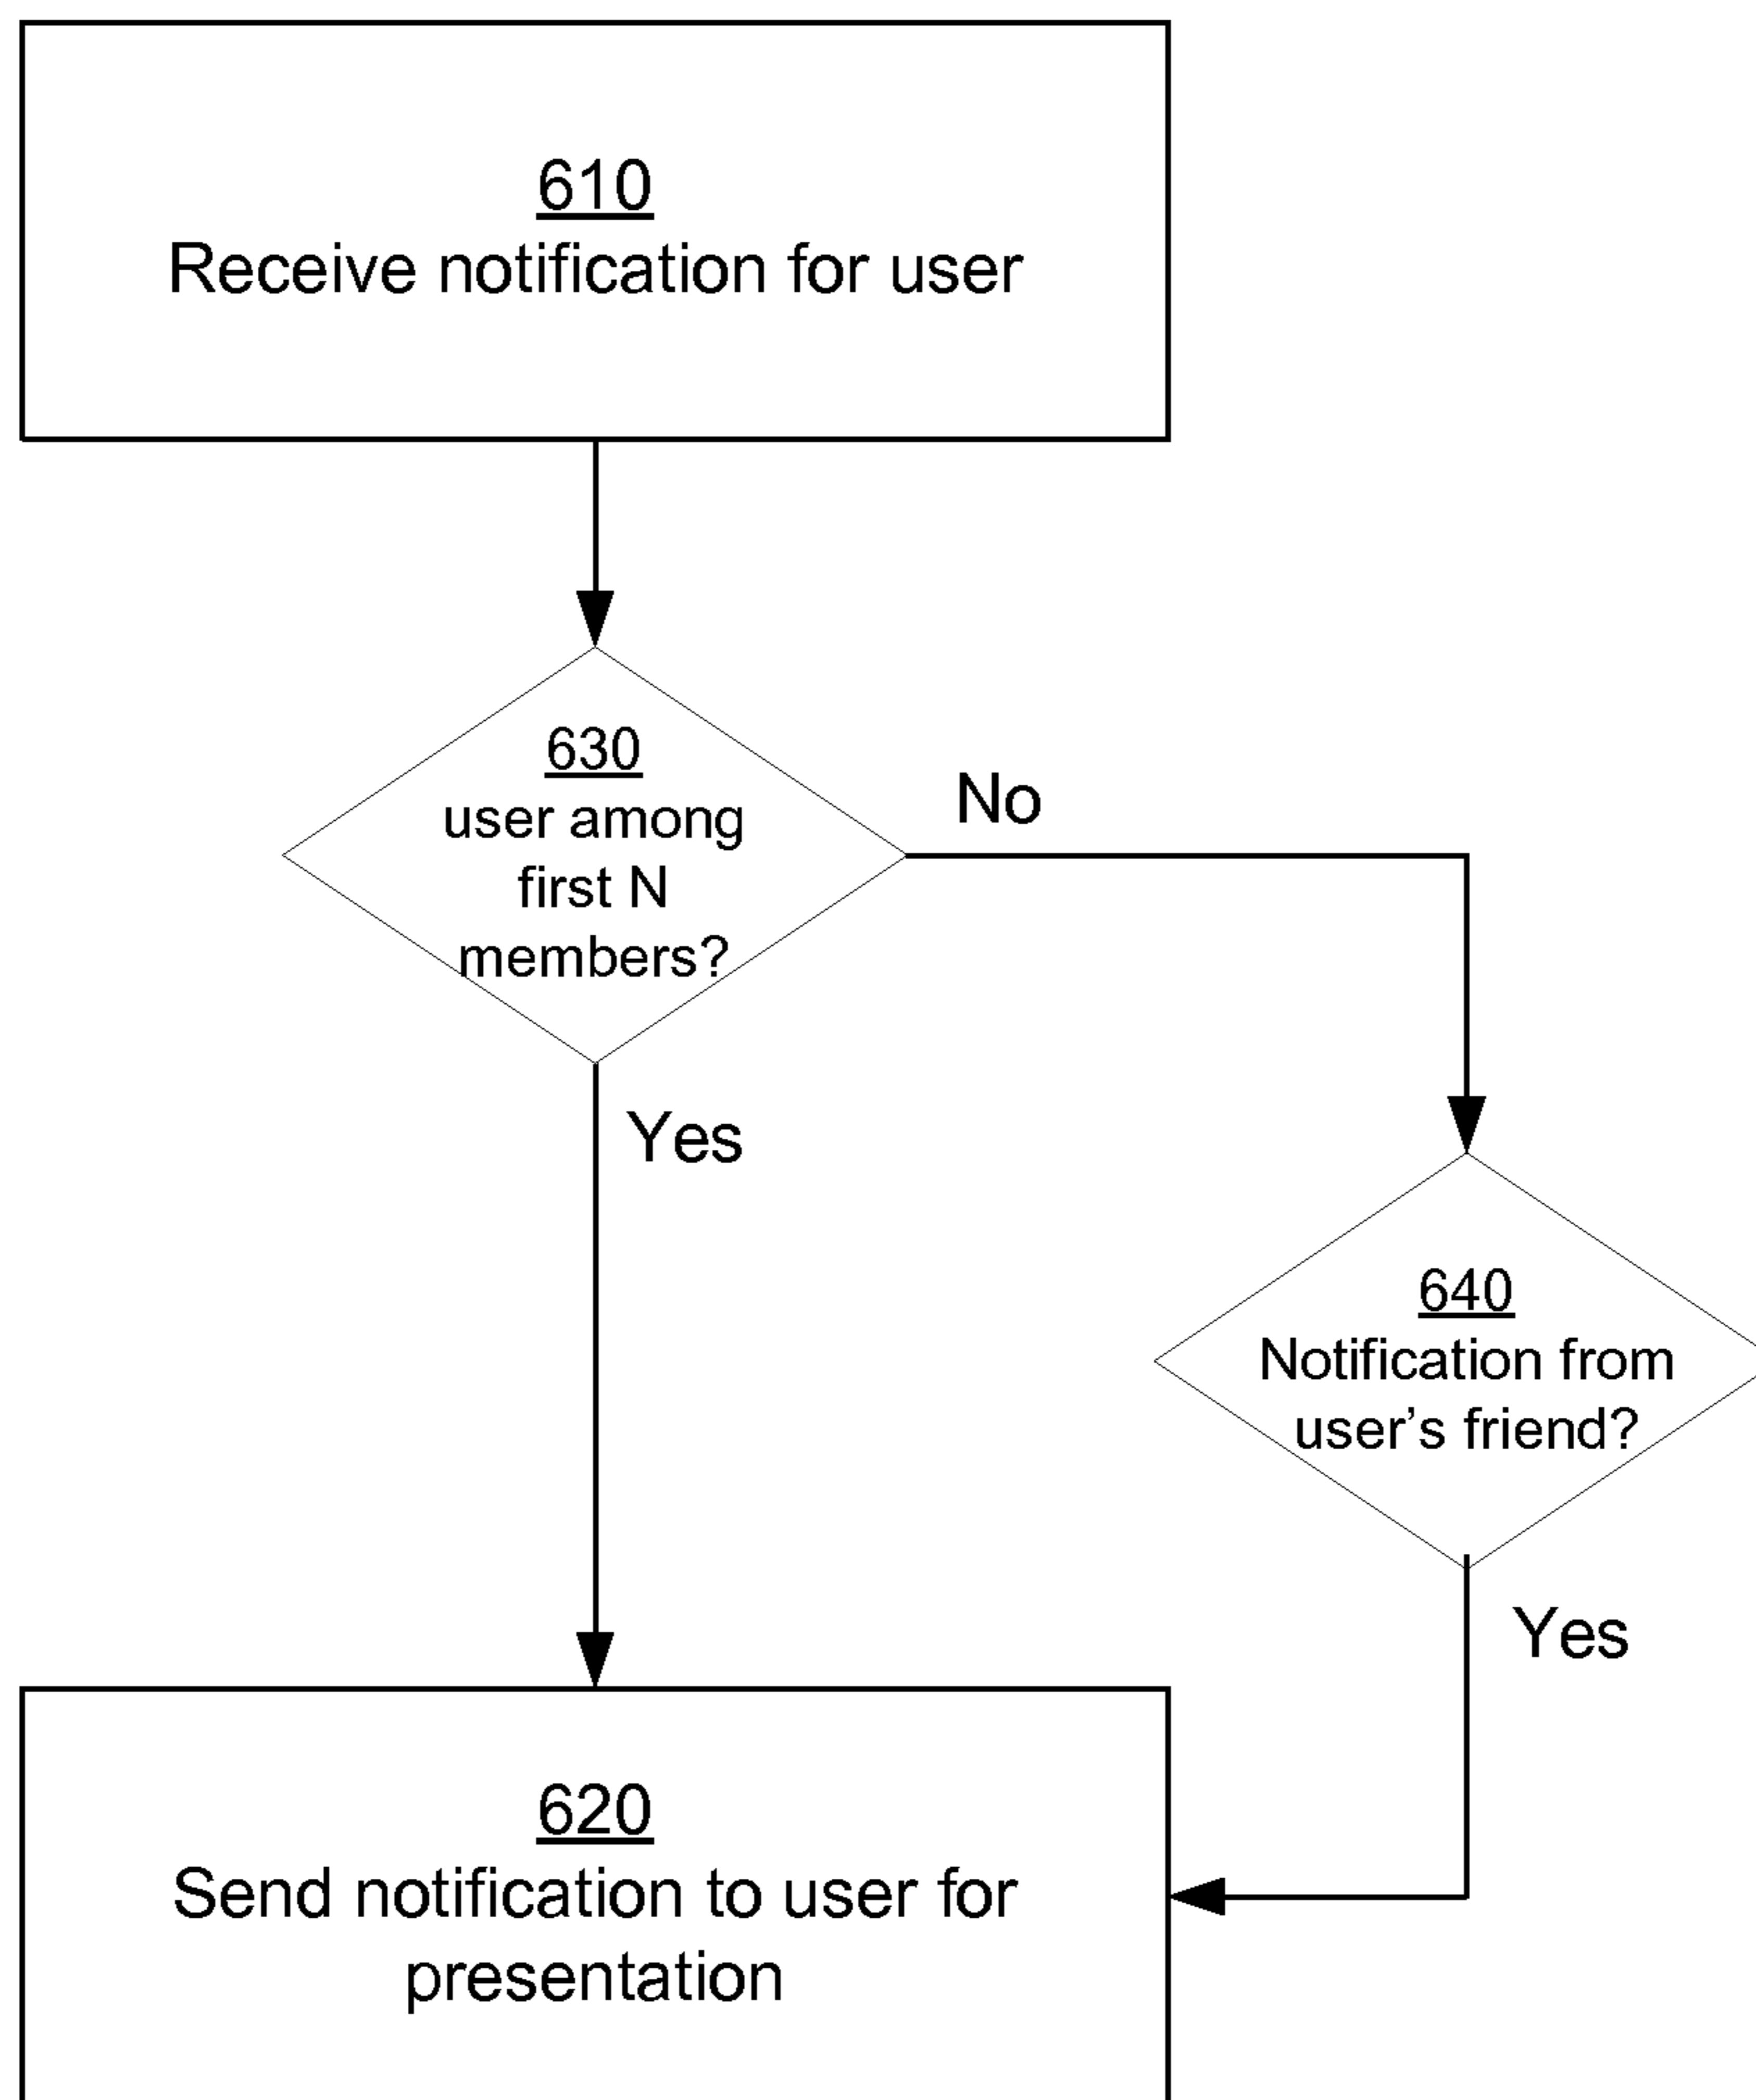 610
Receive notification for user
630
user among
first N
members?
No
Yes
640
Notification from
user's friend?
Yes
620
Send notification to user for
presentation